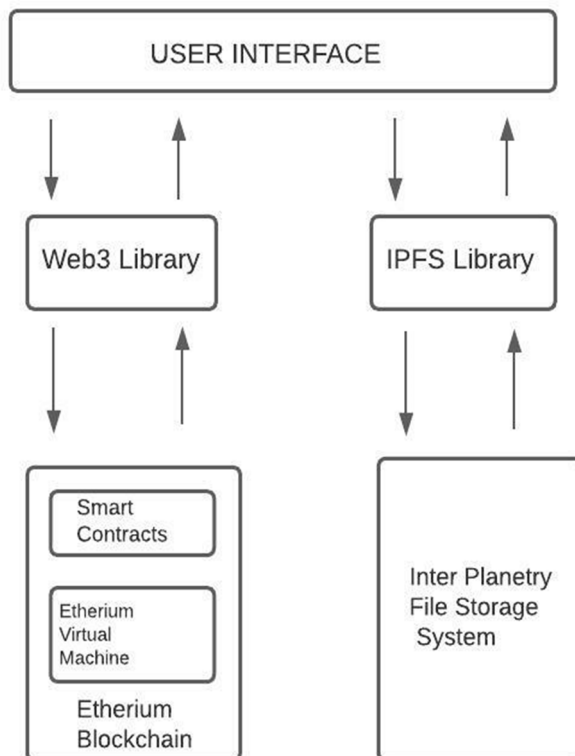 USER INTERFACE
Web3 Library
IPFS Library
Smart
Contracts
Etherium
Virtual
Machine
Etherium
Blockchain
Inter Planetry
File Storage
System